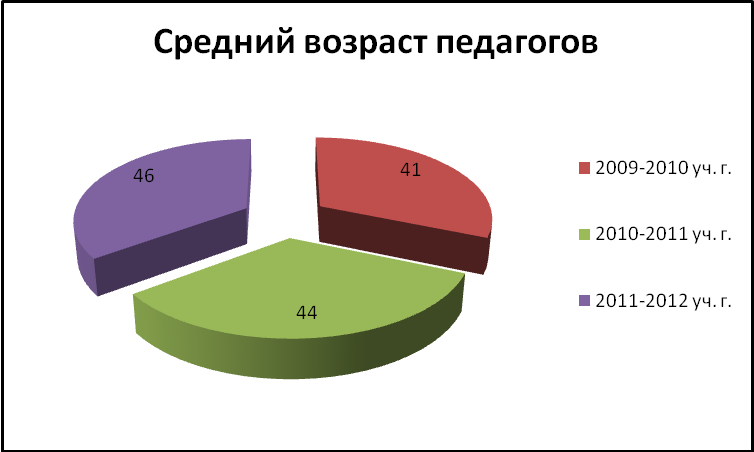 Средний возраст педагогов
46
41
44
2009-2010 уч. г.
2010-2011 уч. г.
2011-2012 уч. г.